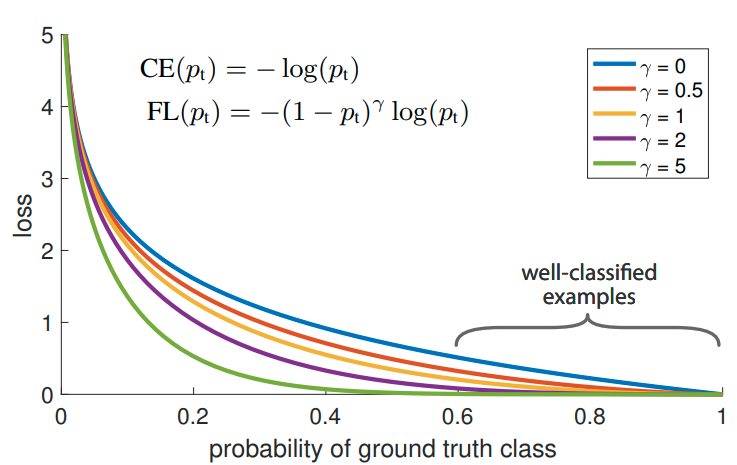 CE(pₜ) = − log(pₜ)
FL(pₜ) = −(1 − pₜ)^γ log(pₜ)
γ = 0
γ = 0.5
γ = 1
γ = 2
γ = 5
well-classified
examples
loss
5
4
3
2
1
0
0
0.2
0.4
0.6
0.8
1
probability of ground truth class